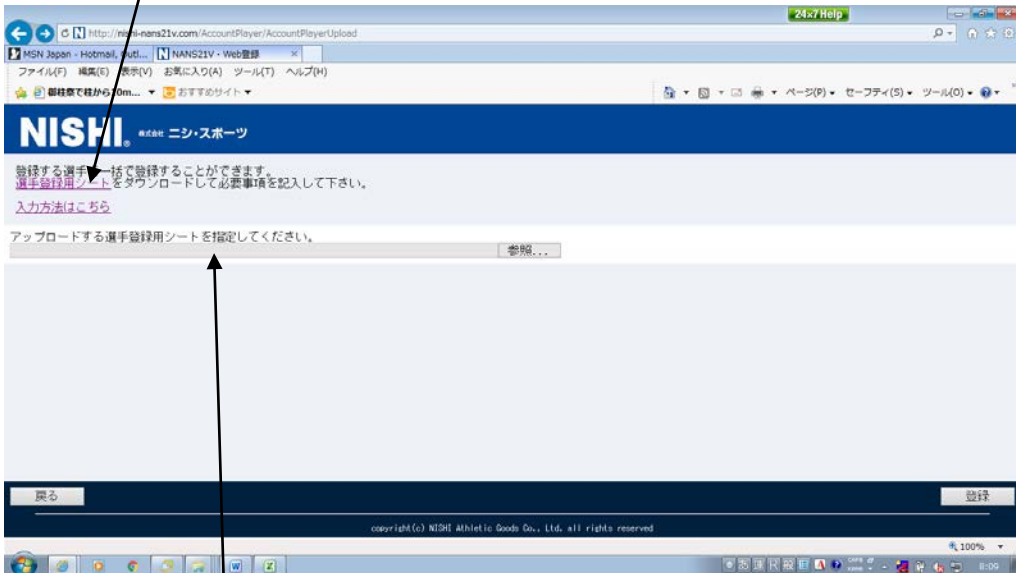 24x7 Help
http://nishi-nans21v.com/AccountPlayer/AccountPlayerUpload
MSN Japan - Hotmail, Outl...
NANS21V - Web登録
ファイル(F) 編集(E) 表示(V) お気に入り(A) ツール(T) ヘルプ(H)
おすすめサイト
ページ(P) セーフティ(S) ツール(O)
NISHI 株式会社 ニシ・スポーツ
登録する選手を一括で登録することができます。
選手登録用シートをダウンロードして必要事項を記入して下さい。
入力方法はこちら
アップロードする選手登録用シートを指定してください。
参照...
戻る
登録
copyright(c) NISHI Athletic Goods Co., Ltd. all rights reserved
100%
あ 連 R 般
8:09